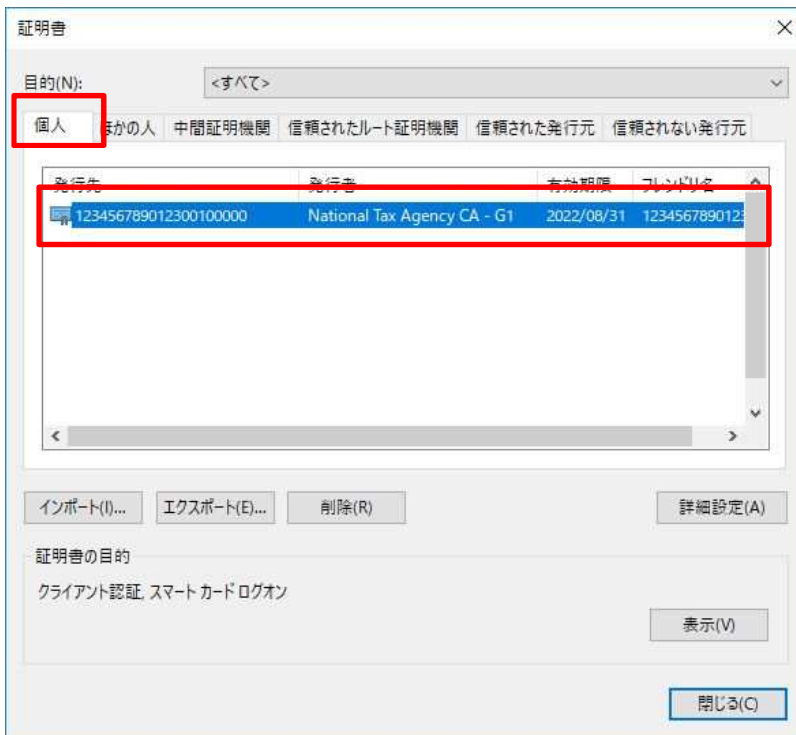 証明書
目的(N): <すべて>
個人 ほかの人 中間証明機関 信頼されたルート証明機関 信頼された発行元 信頼されない発行元
発行先 発行者 有効期限 フレンドリ名
123456789012300100000 National Tax Agency CA - G1 2022/08/31 1234567890123
インポート(I)... エクスポート(E)... 削除(R) 詳細設定(A)
証明書の目的
クライアント認証, スマート カード ログオン
表示(V)
閉じる(C)